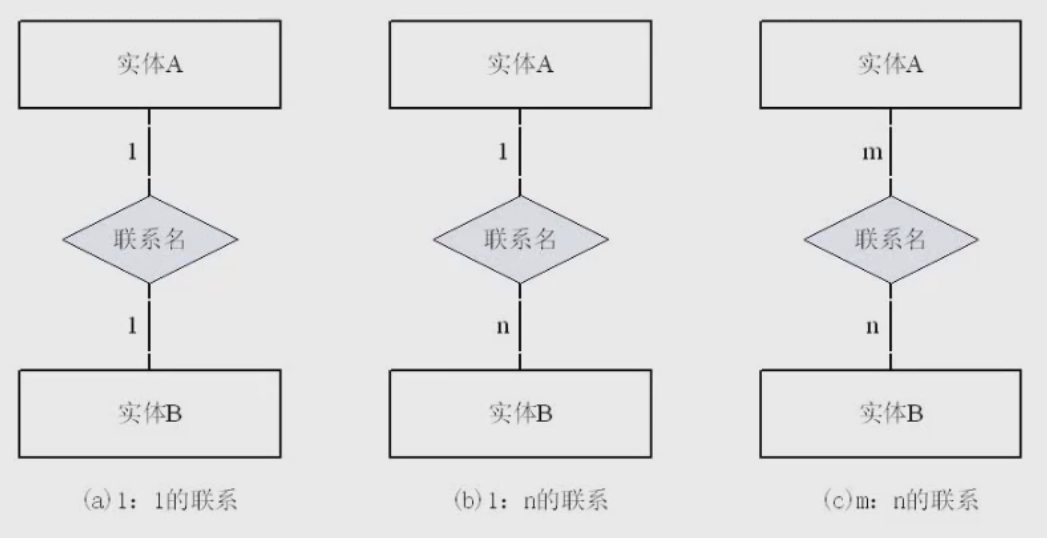 实体A 实体A 实体A
1 1 m
联系名 联系名 联系名
1 n n
实体B 实体B 实体B
(a)1：1的联系 (b)1：n的联系 (c)m：n的联系